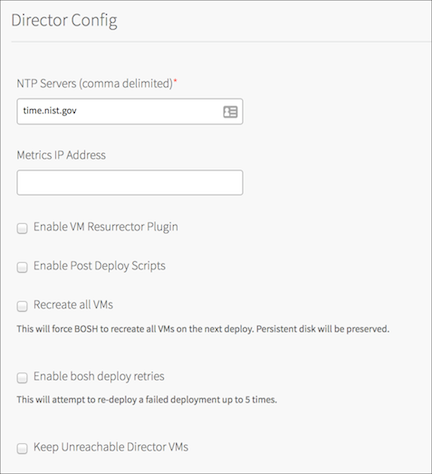 Director Config
NTP Servers (comma delimited)*
time.nist.gov
Metrics IP Address
Enable VM Resurrector Plugin
Enable Post Deploy Scripts
Recreate all VMs
This will force BOSH to recreate all VMs on the next deploy. Persistent disk will be preserved.
Enable bosh deploy retries
This will attempt to re-deploy a failed deployment up to 5 times.
Keep Unreachable Director VMs